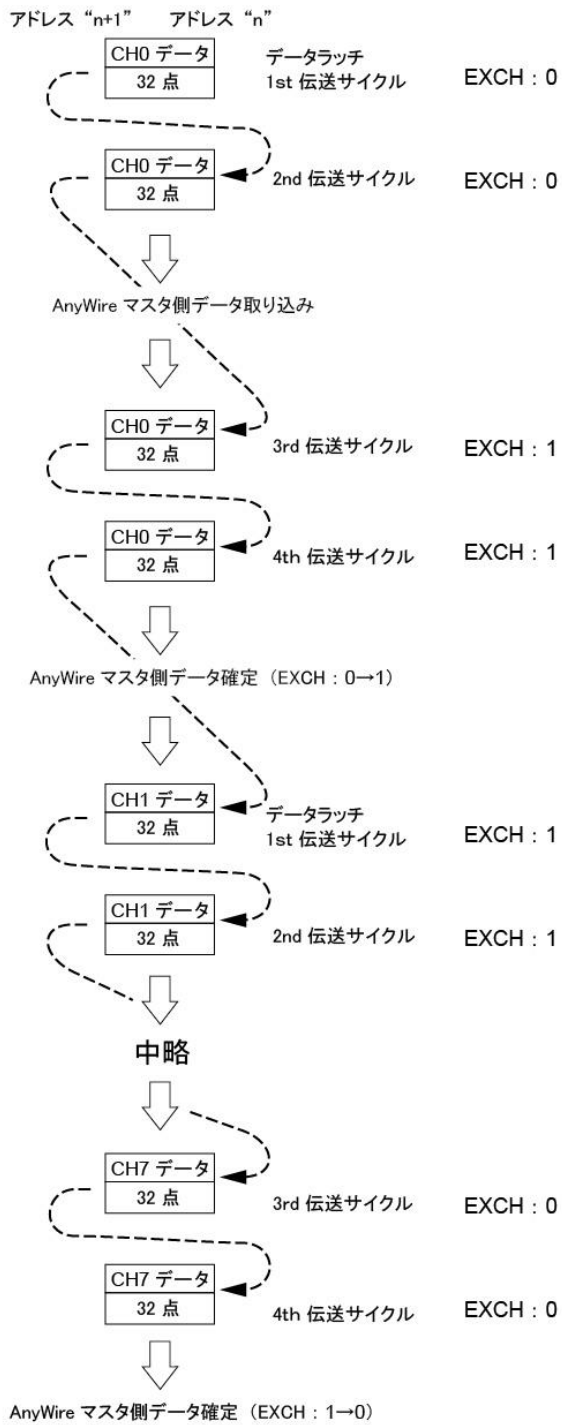 アドレス “n+1” アドレス “n”
CH0 データ
32 点
データラッチ
1st 伝送サイクル
EXCH : 0
CH0 データ
32 点
2nd 伝送サイクル
EXCH : 0
AnyWire マスタ側データ取り込み
CH0 データ
32 点
3rd 伝送サイクル
EXCH : 1
CH0 データ
32 点
4th 伝送サイクル
EXCH : 1
AnyWire マスタ側データ確定 (EXCH : 0→1)
CH1 データ
32 点
データラッチ
1st 伝送サイクル
EXCH : 1
CH1 データ
32 点
2nd 伝送サイクル
EXCH : 1
中略
CH7 データ
32 点
3rd 伝送サイクル
EXCH : 0
CH7 データ
32 点
4th 伝送サイクル
EXCH : 0
AnyWire マスタ側データ確定 (EXCH : 1→0)